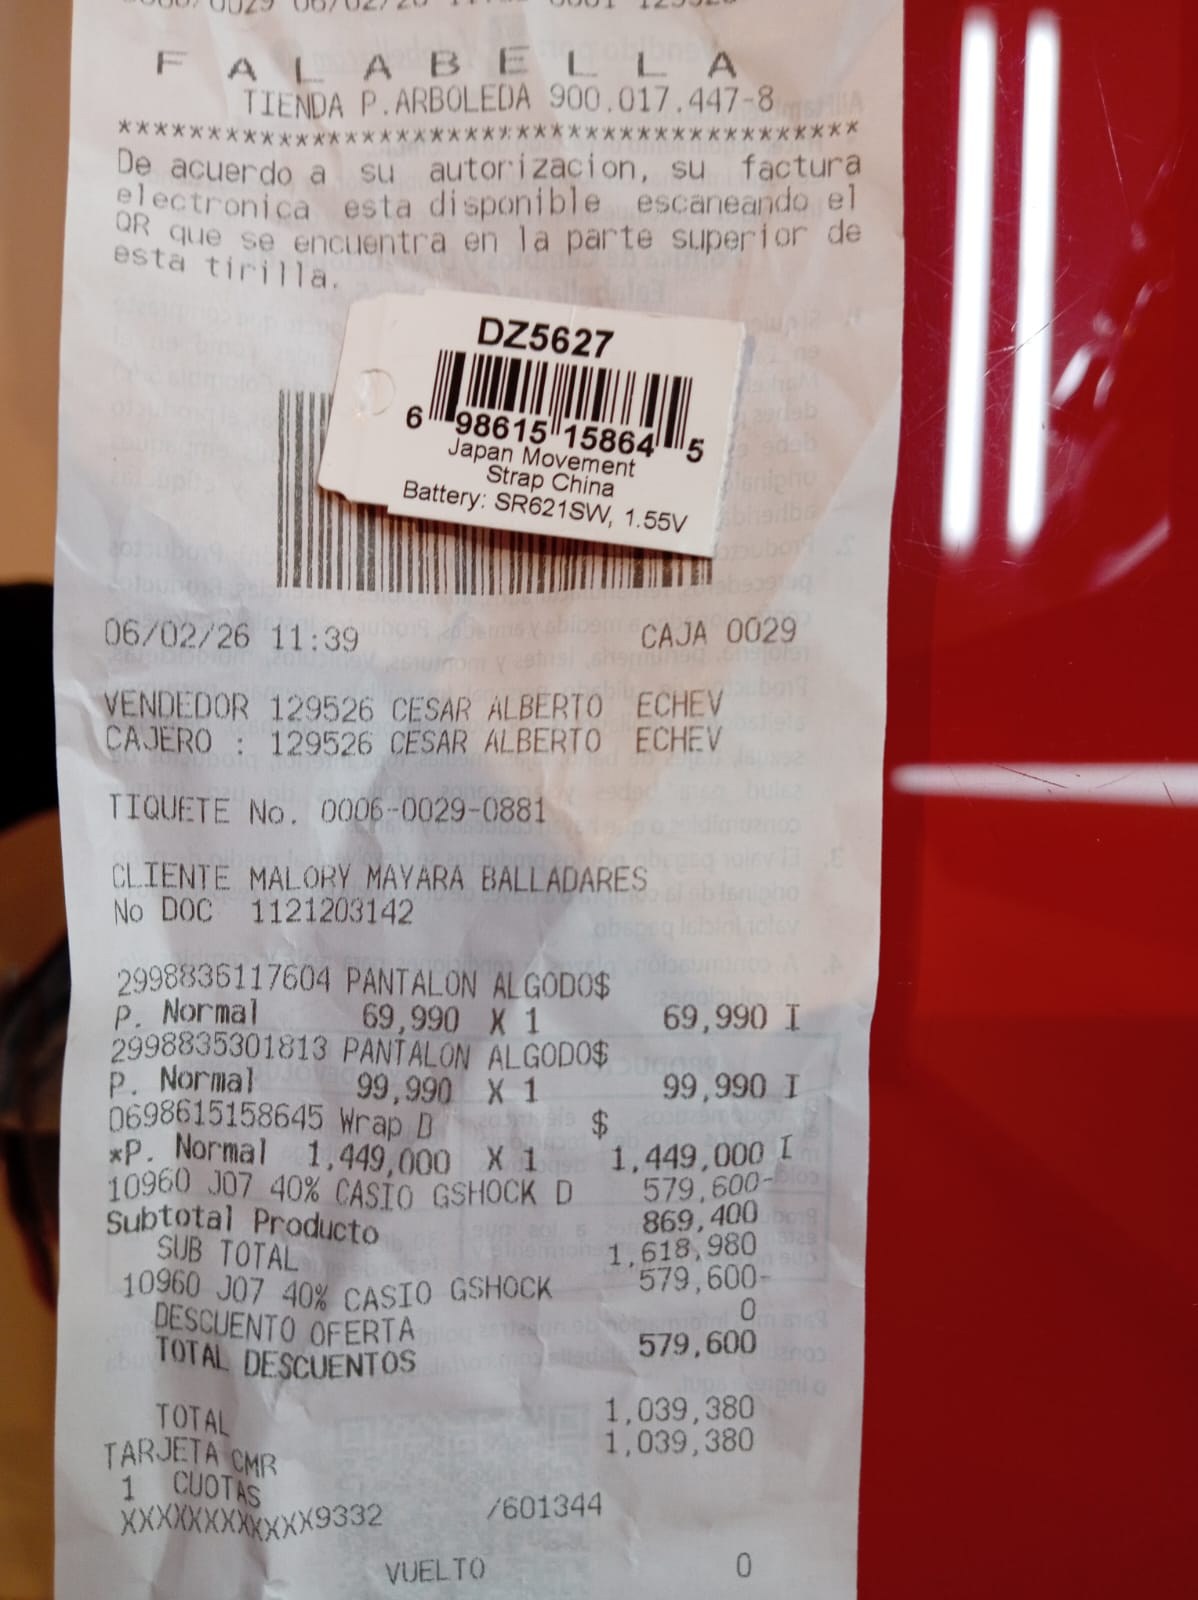 F A L A B E L L A
TIENDA P.ARBOLEDA 900.017.447-8
*****************************************
De acuerdo a su autorizacion, su factura
electronica esta disponible escaneando el
QR que se encuentra en la parte superior de
esta tirilla.
DZ5627
6 98615 15864 5
Japan Movement
Strap China
Battery: SR621SW, 1.55V
06/02/26 11:39 CAJA 0029
VENDEDOR 129526 CESAR ALBERTO ECHEV
CAJERO : 129526 CESAR ALBERTO ECHEV
TIQUETE No. 0006-0029-0881
CLIENTE MALORY MAYARA BALLADARES
No DOC 1121203142
2998836117604 PANTALON ALGODO$
P. Normal 69,990 X 1 69,990 I
2998835301813 PANTALON ALGODO$
P. Normal 99,990 X 1 99,990 I
0698615158645 Wrap D $
*P. Normal 1,449,000 X 1 1,449,000 I
10960 J07 40% CASIO GSHOCK D 579,600-
Subtotal Producto 869,400
SUB TOTAL 1,618,980
10960 J07 40% CASIO GSHOCK 579,600-
DESCUENTO OFERTA 0
TOTAL DESCUENTOS 579,600
TOTAL 1,039,380
TARJETA CMR 1,039,380
1 CUOTAS
XXXXXXXXXXXX9332 /601344
VUELTO 0